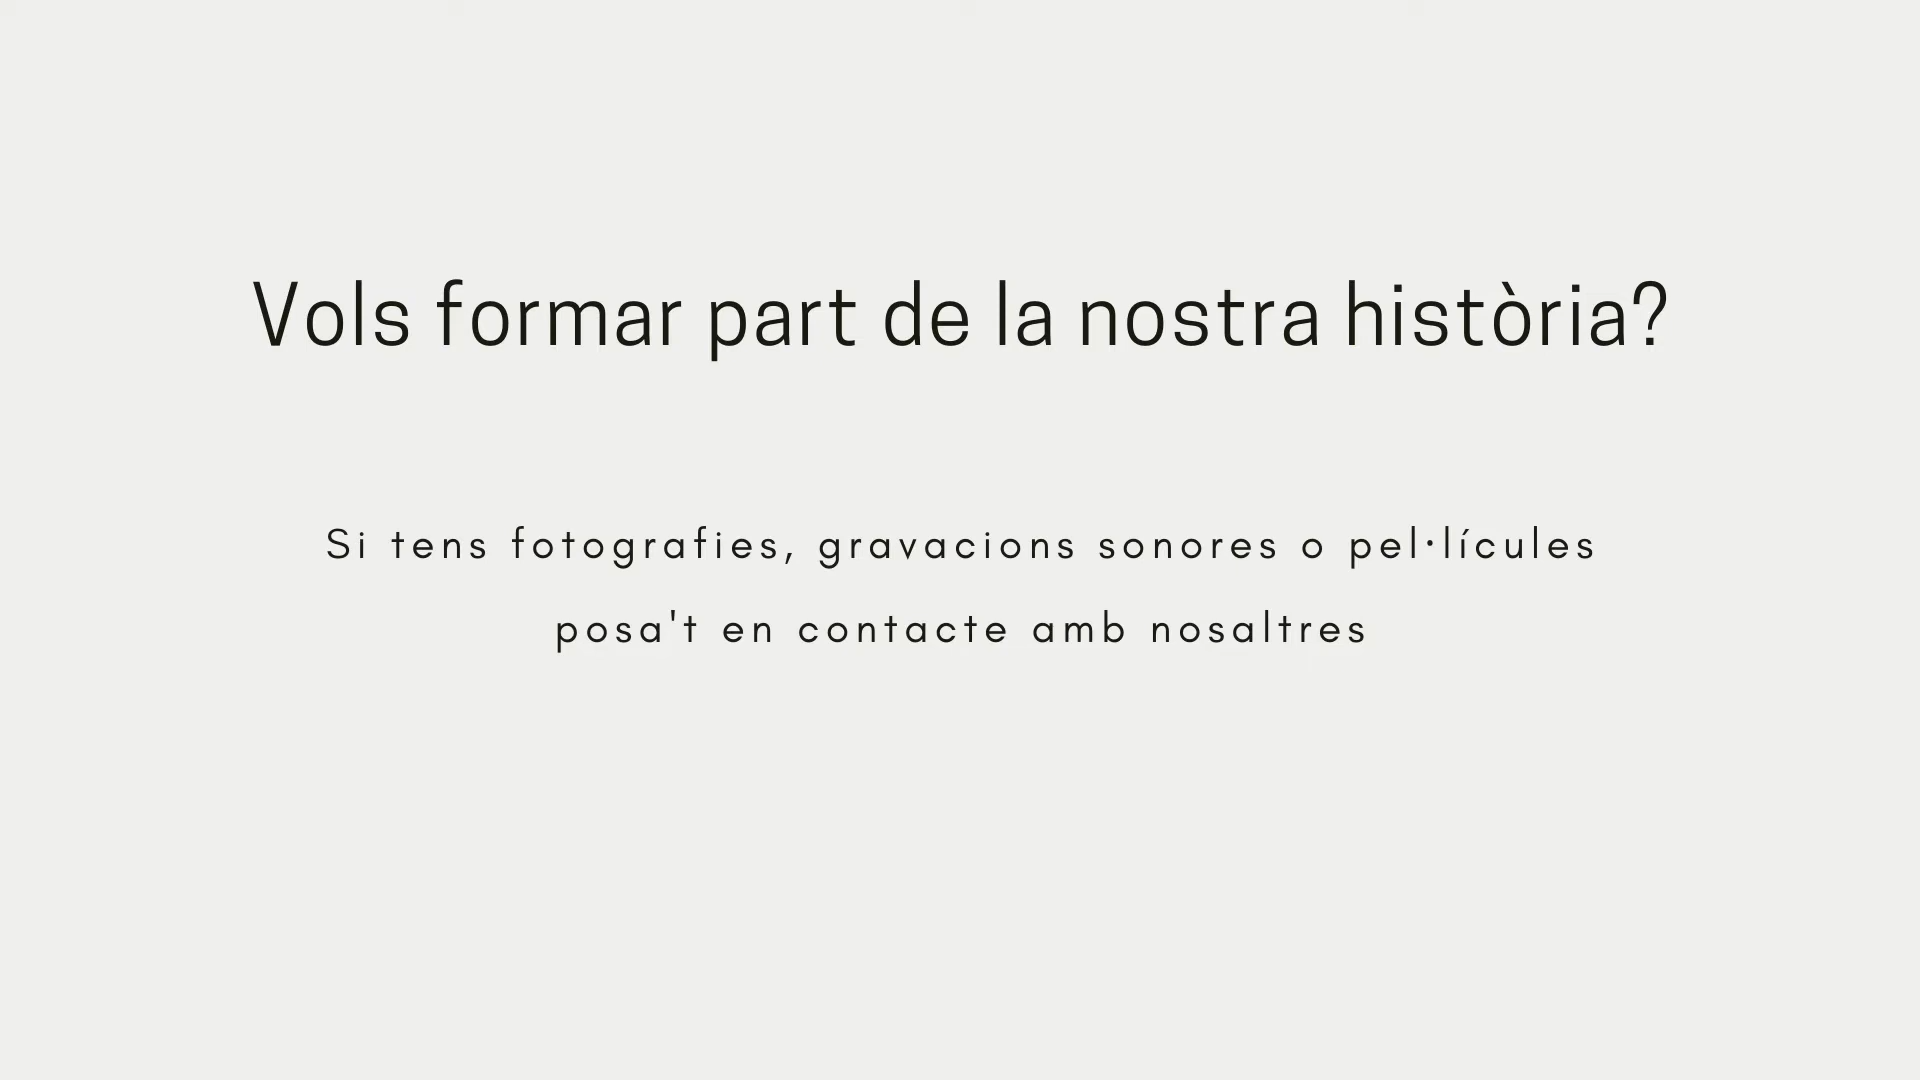 Vols formar part de la nostra història?
Si tens fotografies, gravacions sonores o pel·lícules
posa't en contacte amb nosaltres